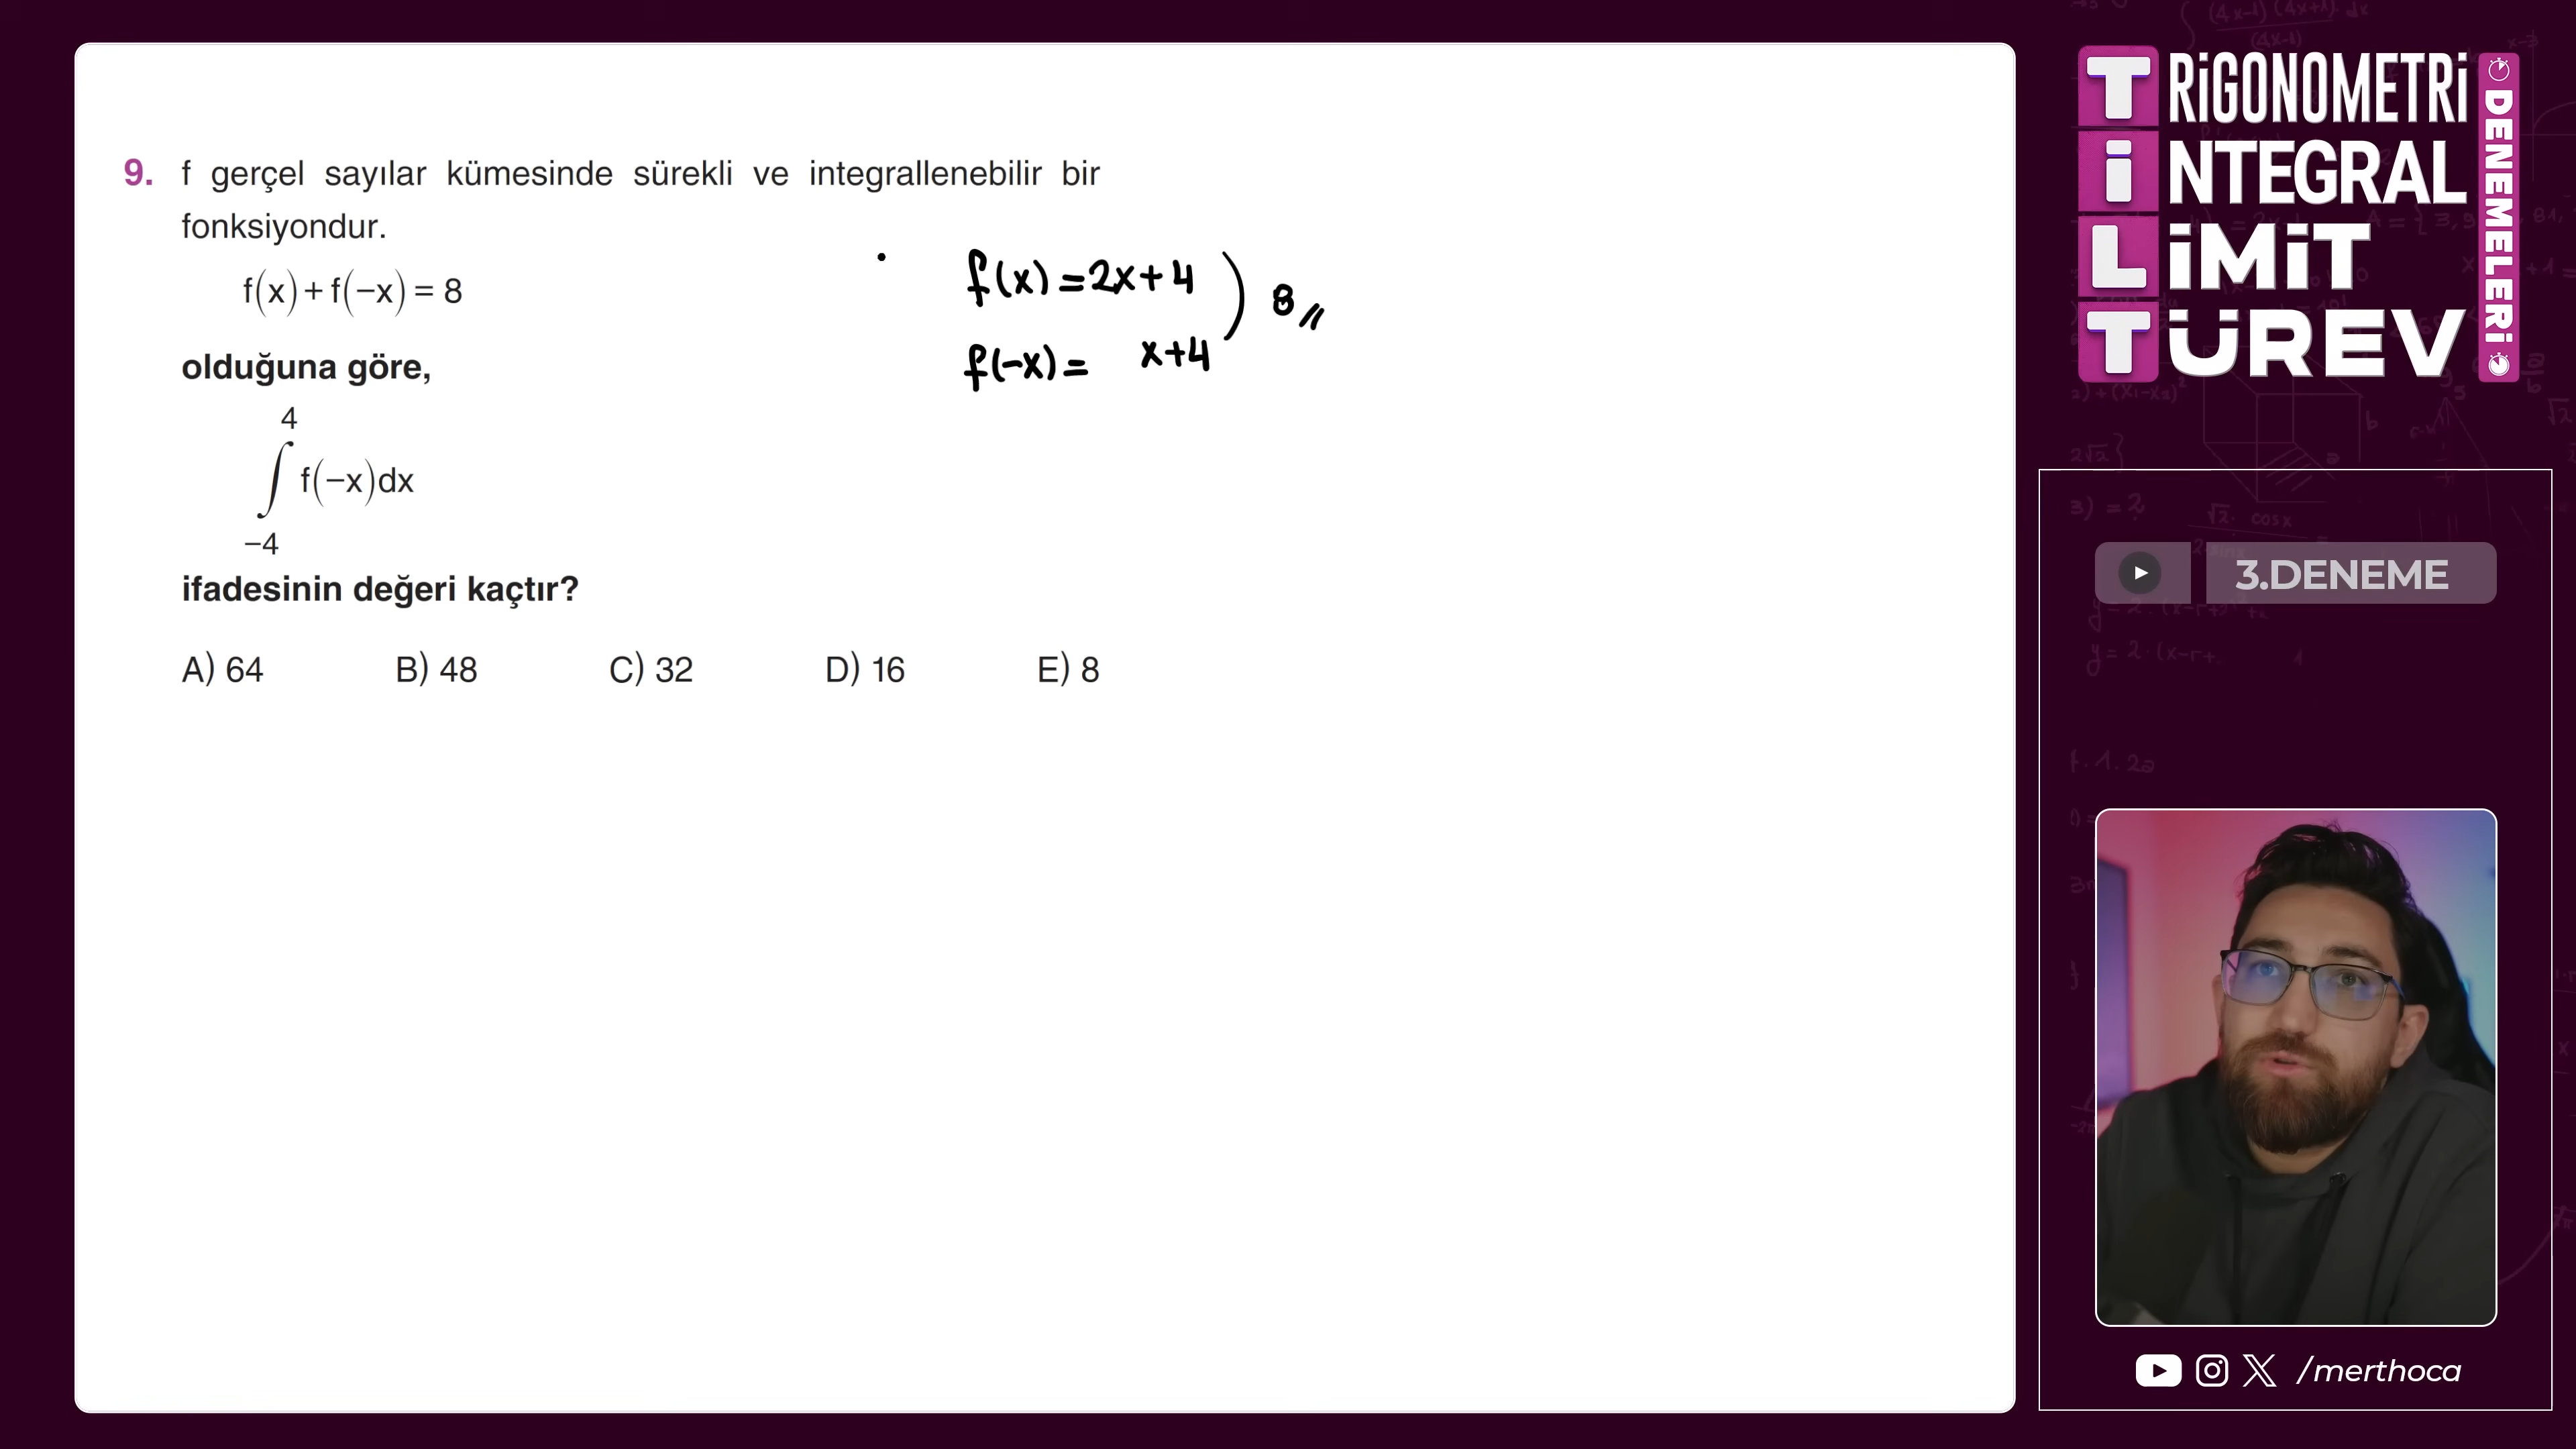 9. f gerçel sayılar kümesinde sürekli ve integrallenebilir bir
fonksiyondur.
f(x) + f(−x) = 8
olduğuna göre,
4
∫ f(−x)dx
−4
ifadesinin değeri kaçtır?
A) 64 B) 48 C) 32 D) 16 E) 8
f(x) = 2x + 4
f(-x) = x + 4
) 8 //
TRiGONOMETRi
iNTEGRAL
LiMiT
TÜREV
DENEMELERİ
3.DENEME
/merthoca